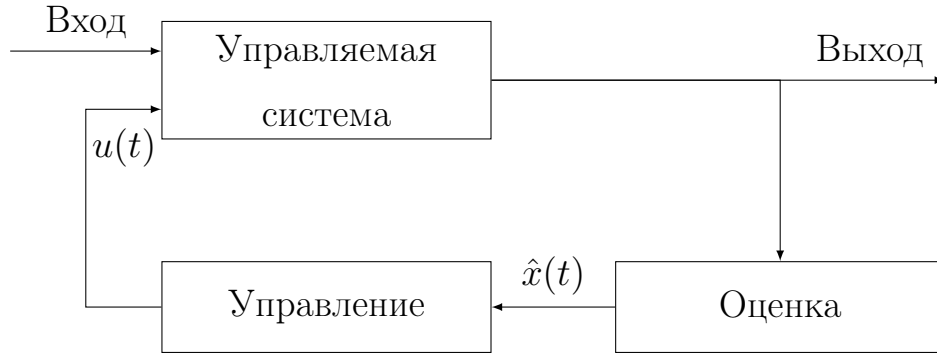 Вход
Управляемая
система
Выход
u(t)
Управление
x̂(t)
Оценка